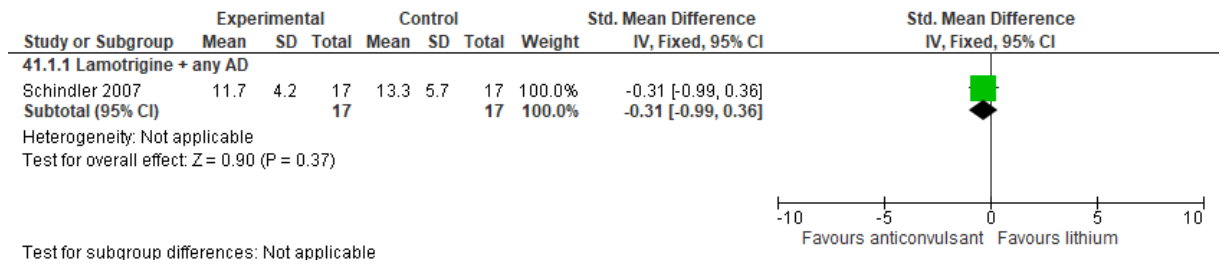 Experimental Control Std. Mean Difference Std. Mean Difference
Study or Subgroup Mean SD Total Mean SD Total Weight IV, Fixed, 95% CI IV, Fixed, 95% CI
41.1.1 Lamotrigine + any AD
Schindler 2007 11.7 4.2 17 13.3 5.7 17 100.0% -0.31 [-0.99, 0.36]
Subtotal (95% CI) 17 17 100.0% -0.31 [-0.99, 0.36]
Heterogeneity: Not applicable
Test for overall effect: Z = 0.90 (P = 0.37)
-10 -5 0 5 10
Favours anticonvulsant Favours lithium
Test for subgroup differences: Not applicable